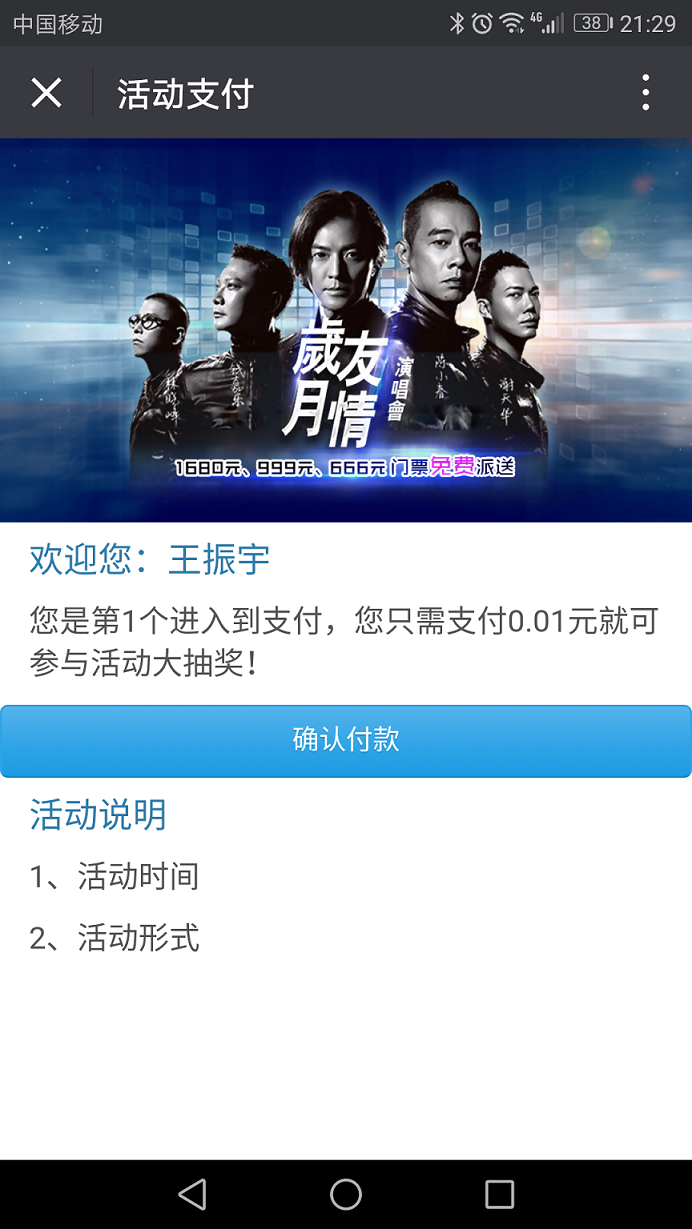 中国移动
4G
38
21:29
活动支付
歲月
友情
演唱會
陈小春
谢天华
1680元、999元、666元门票免费派送
欢迎您：王振宇
您是第1个进入到支付，您只需支付0.01元就可
参与活动大抽奖！
确认付款
活动说明
1、活动时间
2、活动形式